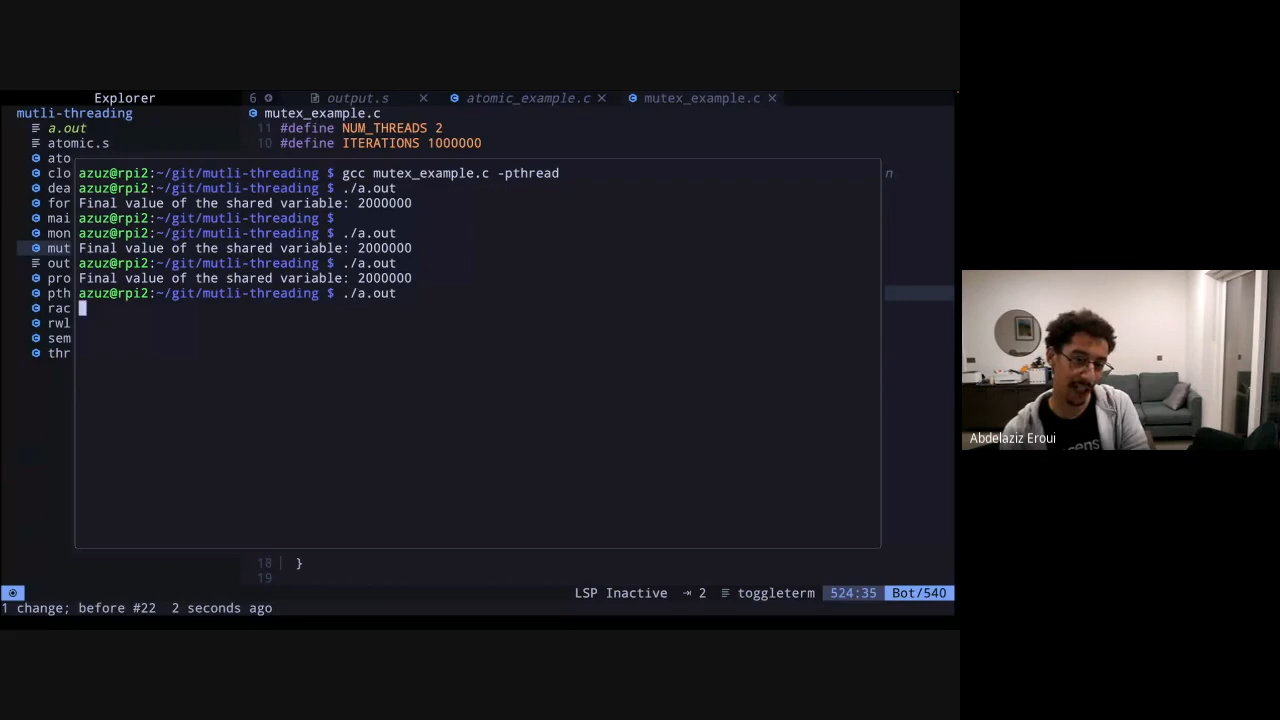 Explorer
6
output.s
atomic_example.c
mutex_example.c
mutli-threading
mutex_example.c
a.out
11 #define NUM_THREADS 2
atomic.s
10 #define ITERATIONS 1000000
ato
clo azuz@rpi2:~/git/mutli-threading $ gcc mutex_example.c -pthread
n
dea azuz@rpi2:~/git/mutli-threading $ ./a.out
for Final value of the shared variable: 2000000
mai azuz@rpi2:~/git/mutli-threading $
mon azuz@rpi2:~/git/mutli-threading $ ./a.out
mut Final value of the shared variable: 2000000
out azuz@rpi2:~/git/mutli-threading $ ./a.out
pro Final value of the shared variable: 2000000
pth azuz@rpi2:~/git/mutli-threading $ ./a.out
rac
rwl
sem
thr
18 }
19
LSP Inactive 2 toggleterm 524:35 Bot/540
1 change; before #22 2 seconds ago
Abdelaziz Eroui